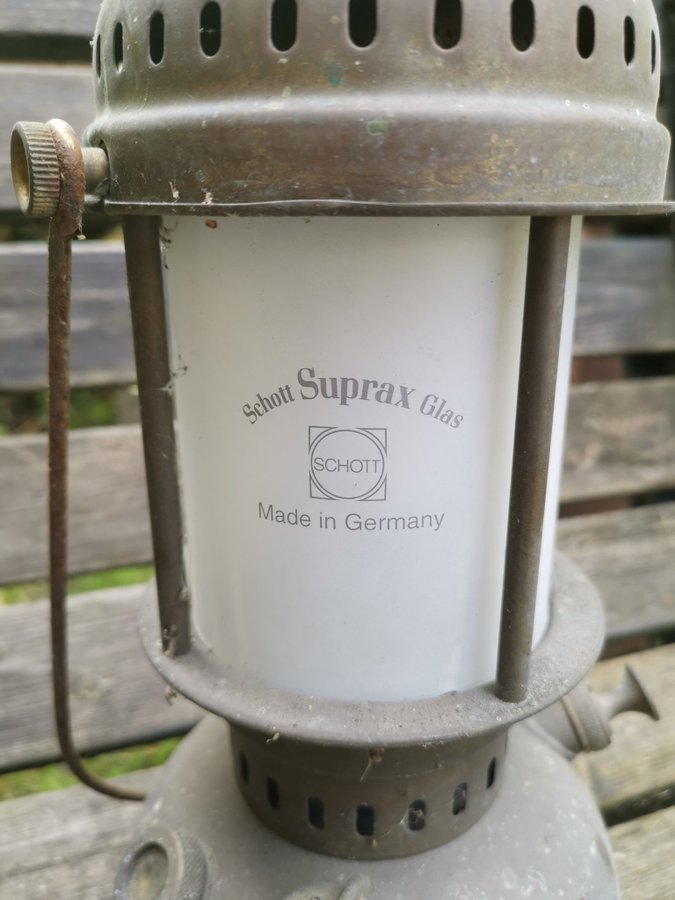 Schott Suprax Glas
SCHOTT
Made in Germany